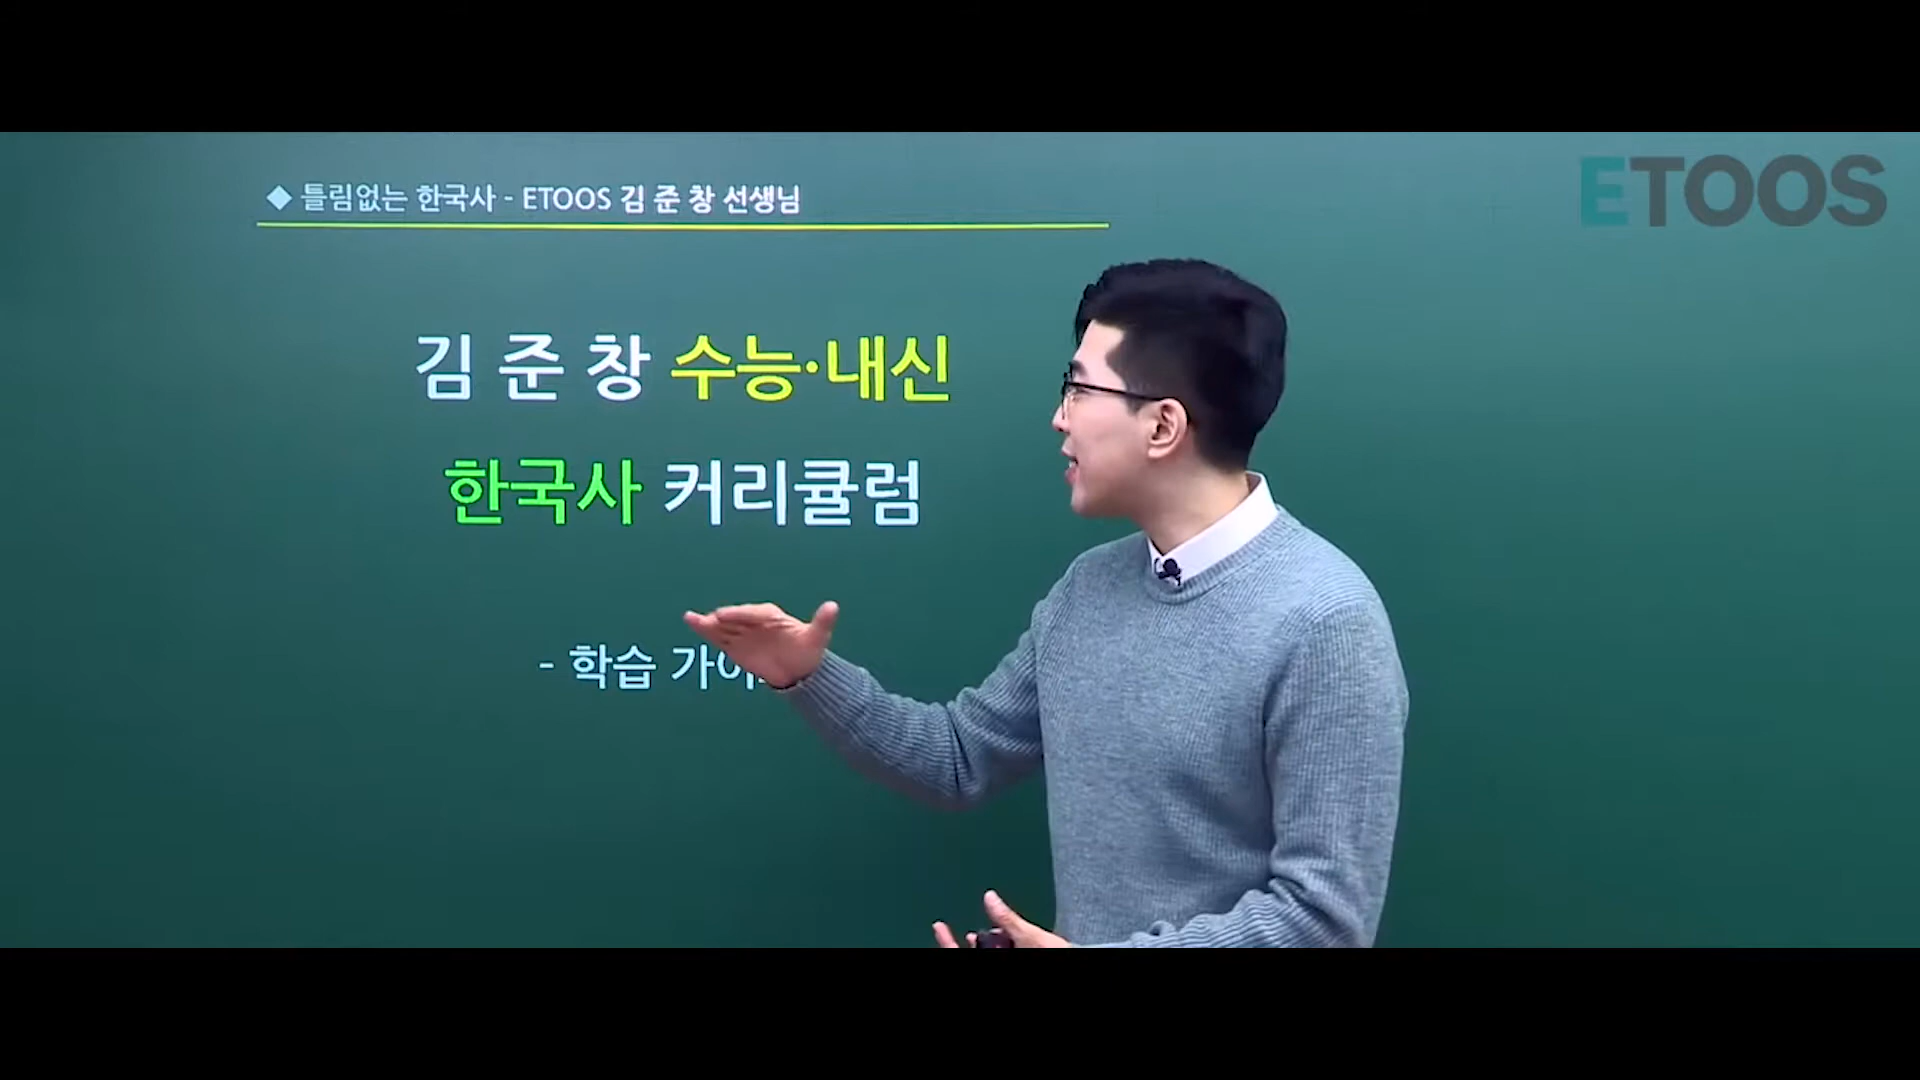 ◆ 틀림없는 한국사 - ETOOS 김 준 창 선생님
ETOOS
김 준 창 수능·내신
한국사 커리큘럼
- 학습